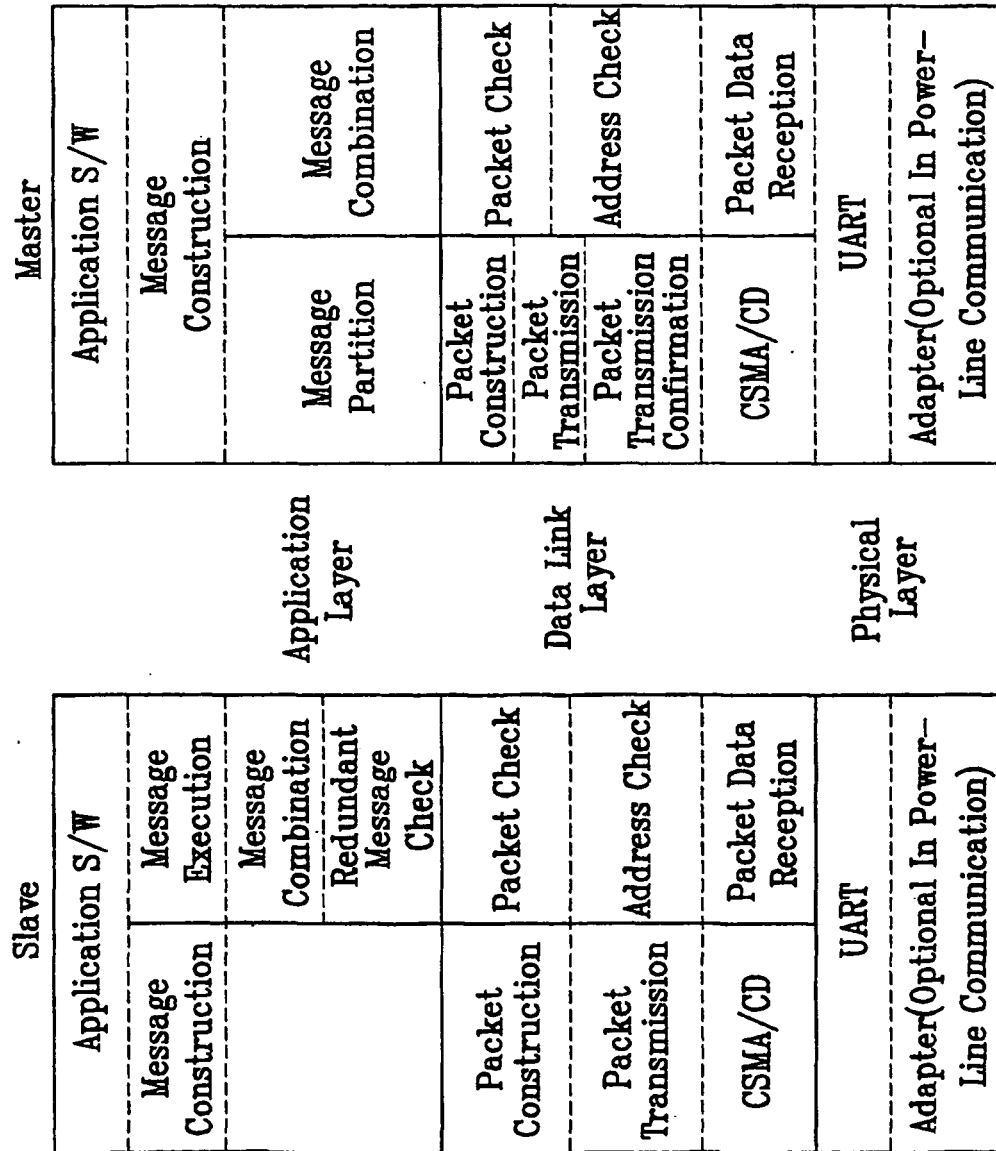 Slave
Application S/W
Message
Construction
Message
Execution
Message
Combination
Redundant
Message
Check
Packet
Construction
Packet Check
Packet
Transmission
Address Check
CSMA/CD
Packet Data
Reception
UART
Adapter(Optional In Power-
Line Communication)
Application
Layer
Data Link
Layer
Physical
Layer
Master
Application S/W
Message
Construction
Message
Partition
Message
Combination
Packet
Construction
Packet
Transmission
Packet
Transmission
Confirmation
Packet Check
Address Check
CSMA/CD
Packet Data
Reception
UART
Adapter(Optional In Power-
Line Communication)